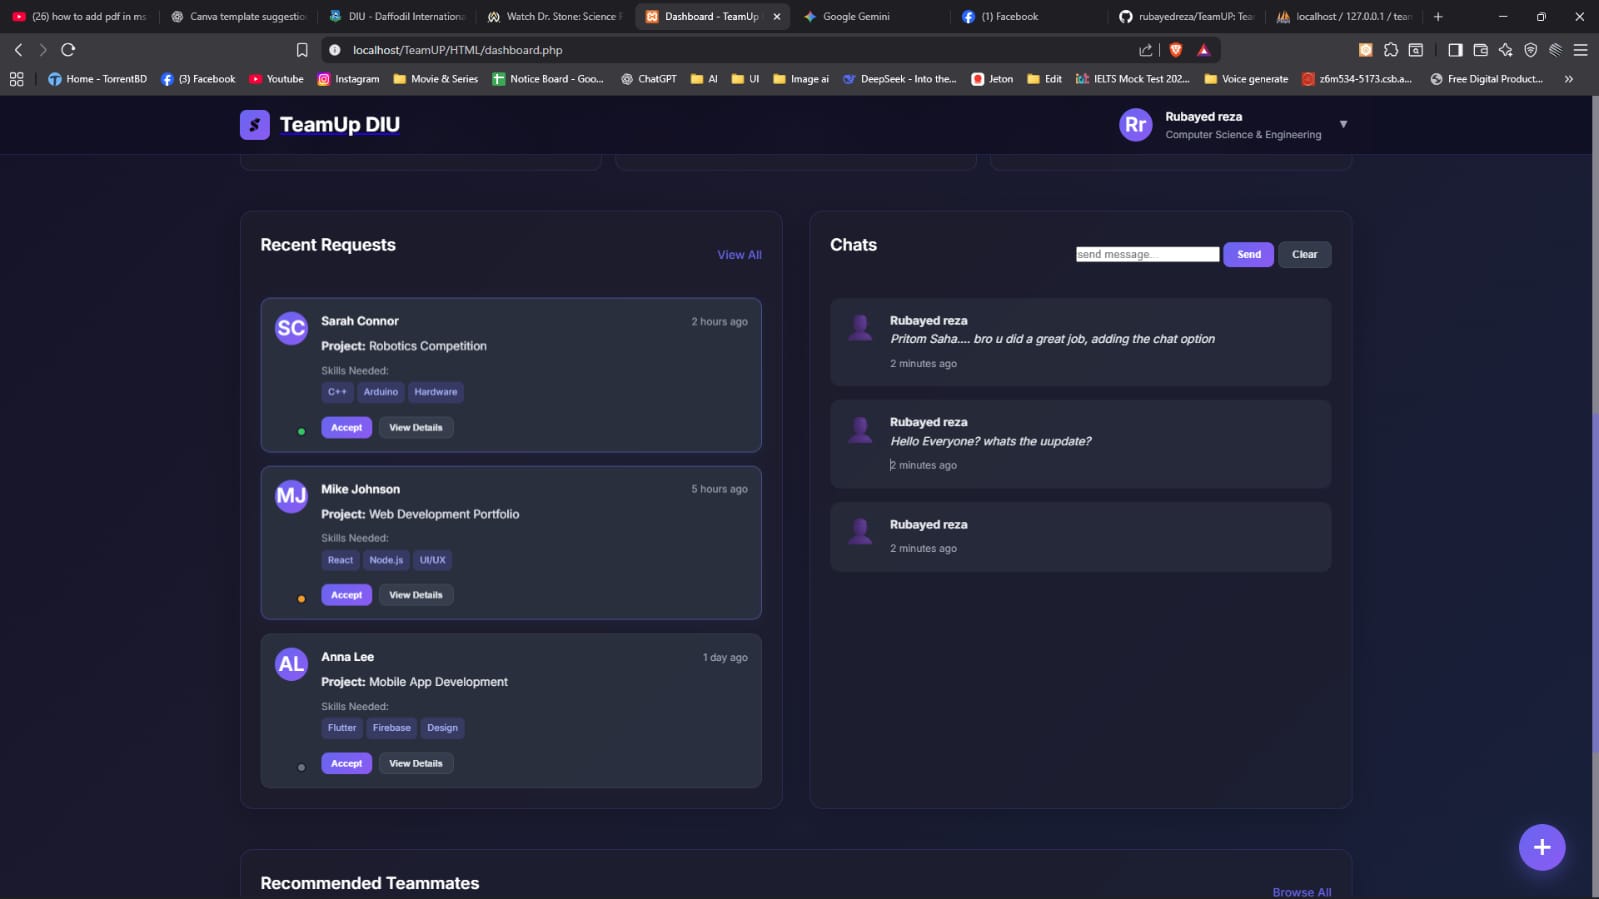 (26) how to add pdf in ms
Canva template suggestion
DIU - Daffodil Internationa
Watch Dr. Stone: Science F
Dashboard - TeamUp
Google Gemini
(1) Facebook
rubayedreza/TeamUP: Tea
localhost / 127.0.0.1 / team
localhost/TeamUP/HTML/dashboard.php
Home - TorrentBD
(3) Facebook
Youtube
Instagram
Movie & Series
Notice Board - Goo...
ChatGPT
AI
UI
Image ai
DeepSeek - Into the...
Jeton
Edit
IELTS Mock Test 202...
Voice generate
z6m534-5173.csb.a...
Free Digital Product...
TeamUp DIU
Rr
Rubayed reza
Computer Science & Engineering
Recent Requests
View All
SC
Sarah Connor
2 hours ago
Project: Robotics Competition
Skills Needed:
C++ Arduino Hardware
Accept View Details
MJ
Mike Johnson
5 hours ago
Project: Web Development Portfolio
Skills Needed:
React Node.js UI/UX
Accept View Details
AL
Anna Lee
1 day ago
Project: Mobile App Development
Skills Needed:
Flutter Firebase Design
Accept View Details
Chats
send message...
Send Clear
Rubayed reza
Pritom Saha.... bro u did a great job, adding the chat option
2 minutes ago
Rubayed reza
Hello Everyone? whats the uupdate?
2 minutes ago
Rubayed reza
2 minutes ago
Recommended Teammates
Browse All